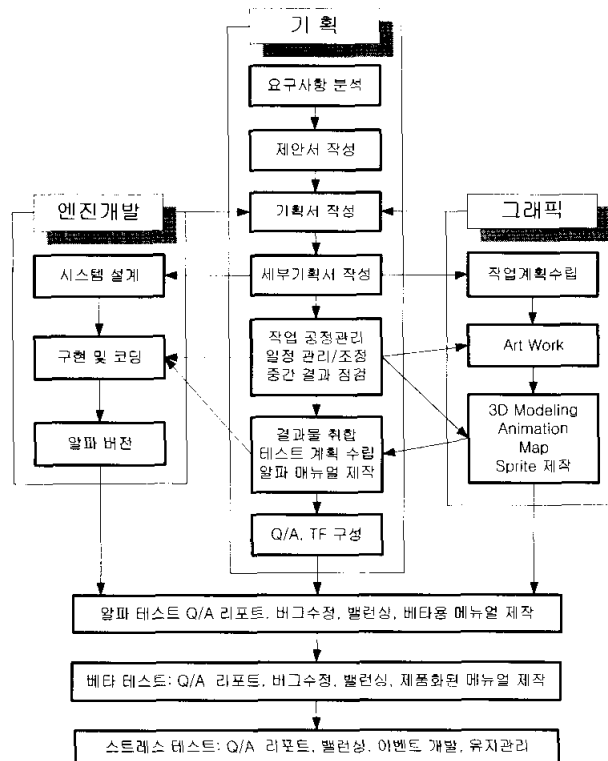 기 획
요구사항 분석
제안서 작성
엔진개발
기획서 작성
그래픽
시스템 설계
세부기획서 작성
작업계획수립
구현 및 코딩
작업 공정관리
일정 관리/조정
중간 결과 점검
Art Work
알파 버전
결과물 취합
테스트 계획 수립
알파 매뉴얼 제작
3D Modeling
Animation
Map
Sprite 제작
Q/A, TF 구성
알파 테스트 Q/A 리포트, 버그수정, 밸런싱, 베타용 메뉴얼 제작
베타 테스트: Q/A 리포트, 버그수정, 밸런싱, 제품화된 메뉴얼 제작
스트레스 테스트: Q/A 리포트, 밸런싱, 이벤트 개발, 유지관리